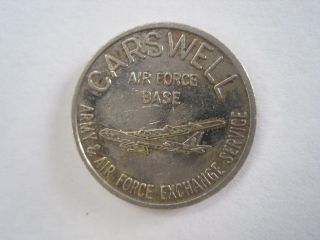 CARSWELL
AIR FORCE
BASE
ARMY & AIR FORCE EXCHANGE SERVICE